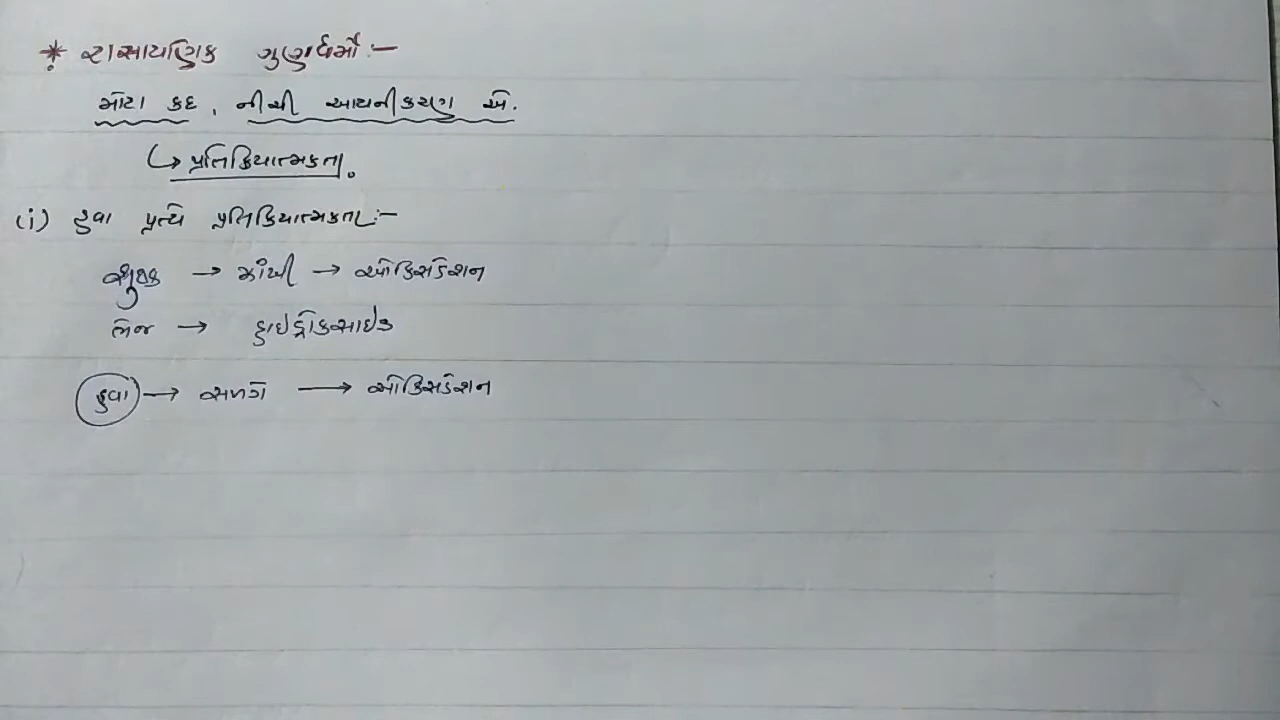 * રાસાયણિક ગુણધર્મો :-
મોટા કદ, નીચી આયનીકરણ એ.
↳ પ્રતિક્રિયાત્મકતા.
(i) હવા પ્રત્યે પ્રતિક્રિયાત્મકતા :-
શુષ્ક → ઝાંખી → ઓક્સિડેશન
ભેજ → હાઇડ્રોક્સાઇડ
હવા → સળગે → ઓક્સિડેશન